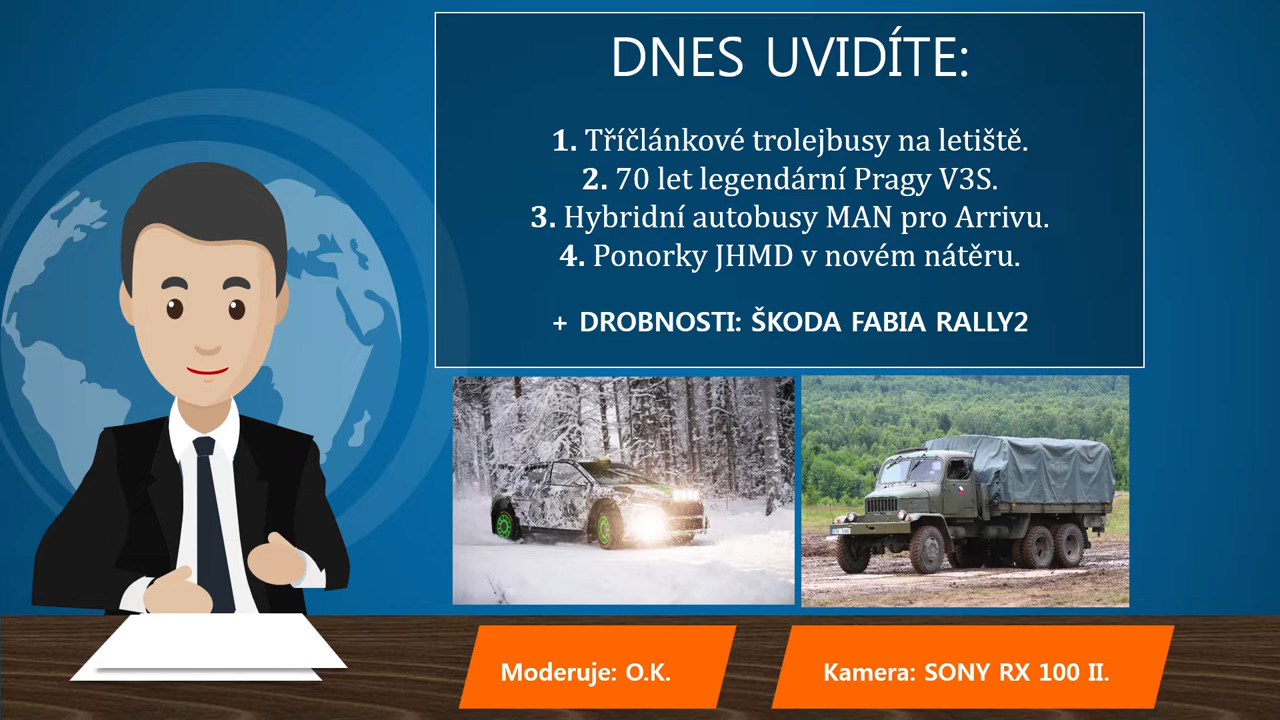 DNES UVIDÍTE:
1. Tříčlánkové trolejbusy na letiště.
2. 70 let legendární Pragy V3S.
3. Hybridní autobusy MAN pro Arrivu.
4. Ponorky JHMD v novém nátěru.
+ DROBNOSTI: ŠKODA FABIA RALLY2
Moderuje: O.K.
Kamera: SONY RX 100 II.